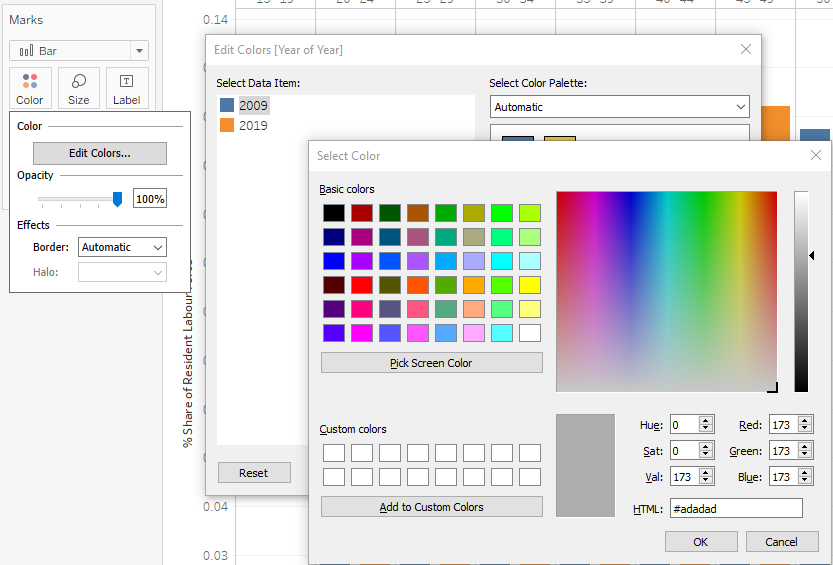 Marks
Bar
Color
Size
Label
Color
Edit Colors...
Opacity
100%
Effects
Border: Automatic
Halo:
0.14
% Share of Resident Labour
0.04
0.03
Edit Colors [Year of Year]
Select Data Item:
2009
2019
Select Color Palette:
Automatic
Reset
Select Color
Basic colors
Pick Screen Color
Custom colors
Add to Custom Colors
Hue: 0
Red: 173
Sat: 0
Green: 173
Val: 173
Blue: 173
HTML: #adadad
OK
Cancel